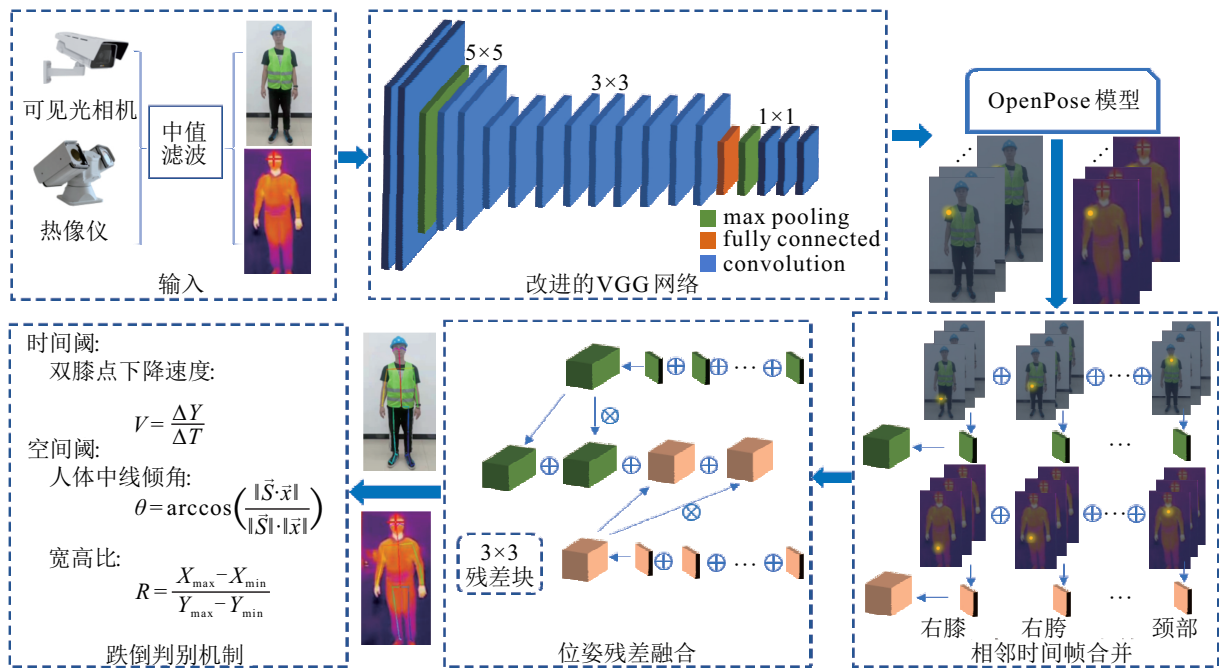 可见光相机
热像仪
中值
滤波
输入
5×5
3×3
1×1
max pooling
fully connected
convolution
改进的VGG网络
OpenPose模型
⋯
⋯
⊕ ⊕ ⋯ ⊕
⋯
⊕ ⊕ ⋯ ⊕
⋯
右膝 右胯 颈部
相邻时间帧合并
⊕ ⊕ ⋯ ⊕
⊗
⊕ ⊕ ⊕
⊗
3×3
残差块
⊕ ⊕ ⋯ ⊕
位姿残差融合
时间阈:
双膝点下降速度:
V=ΔY/ΔT
空间阈:
人体中线倾角:
θ=arccos(‖S⃗·x⃗‖/‖S⃗‖·‖x⃗‖)
宽高比:
R=Xmax−Xmin/Ymax−Ymin
跌倒判别机制